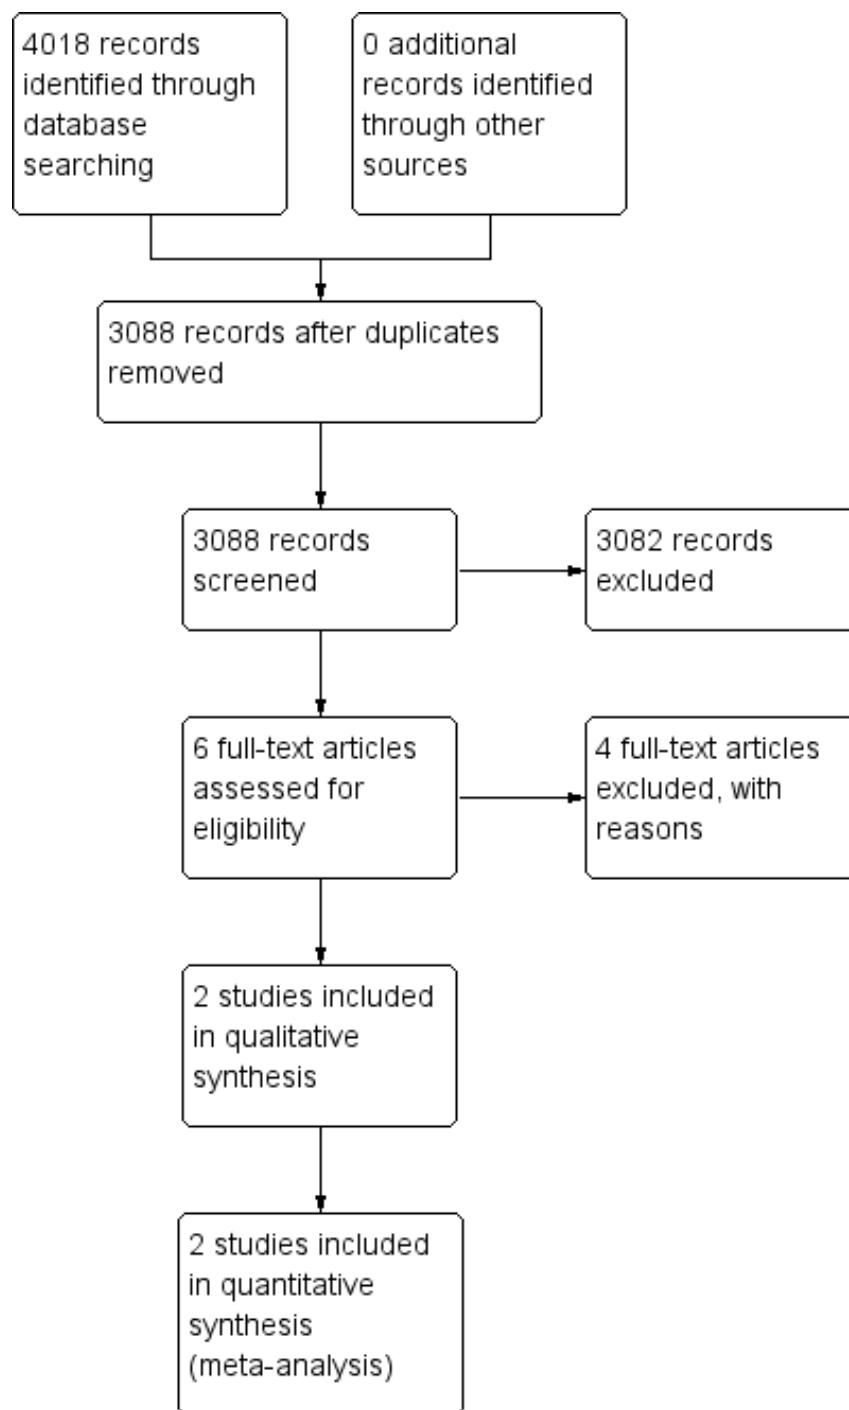 4018 records
identified through
database
searching
0 additional
records identified
through other
sources
3088 records after duplicates
removed
3088 records
screened
3082 records
excluded
6 full-text articles
assessed for
eligibility
4 full-text articles
excluded, with
reasons
2 studies included
in qualitative
synthesis
2 studies included
in quantitative
synthesis
(meta-analysis)